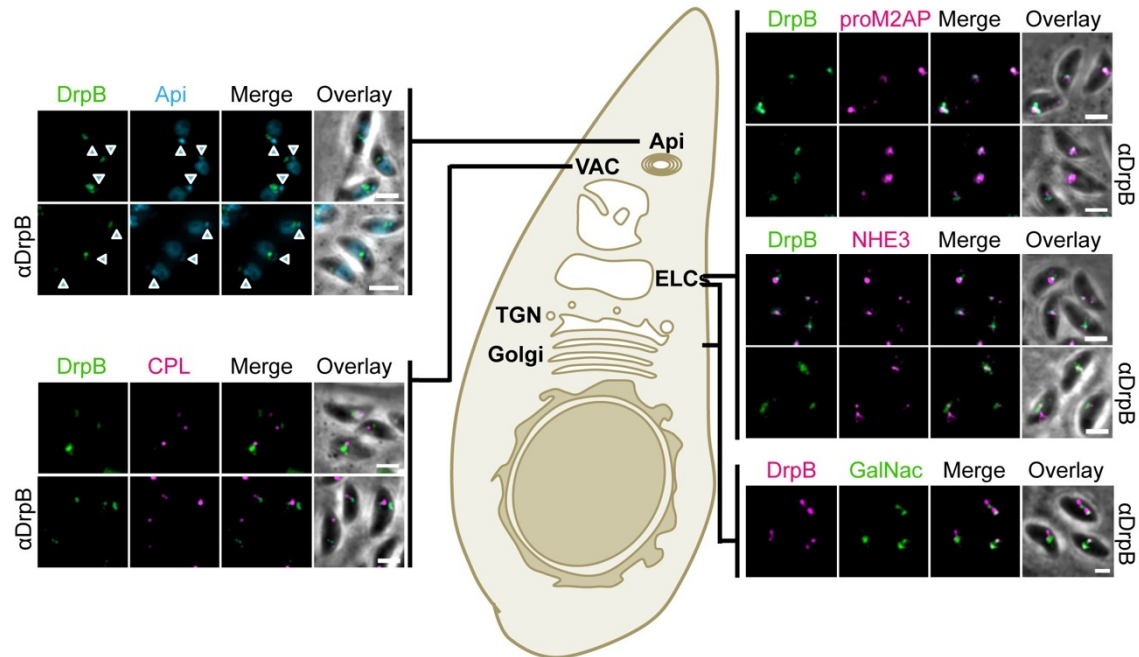 DrpB Api Merge Overlay
αDrpB
DrpB CPL Merge Overlay
αDrpB
Api
VAC
ELCs
TGN
Golgi
DrpB proM2AP Merge Overlay
αDrpB
DrpB NHE3 Merge Overlay
αDrpB
DrpB GalNac Merge Overlay
αDrpB